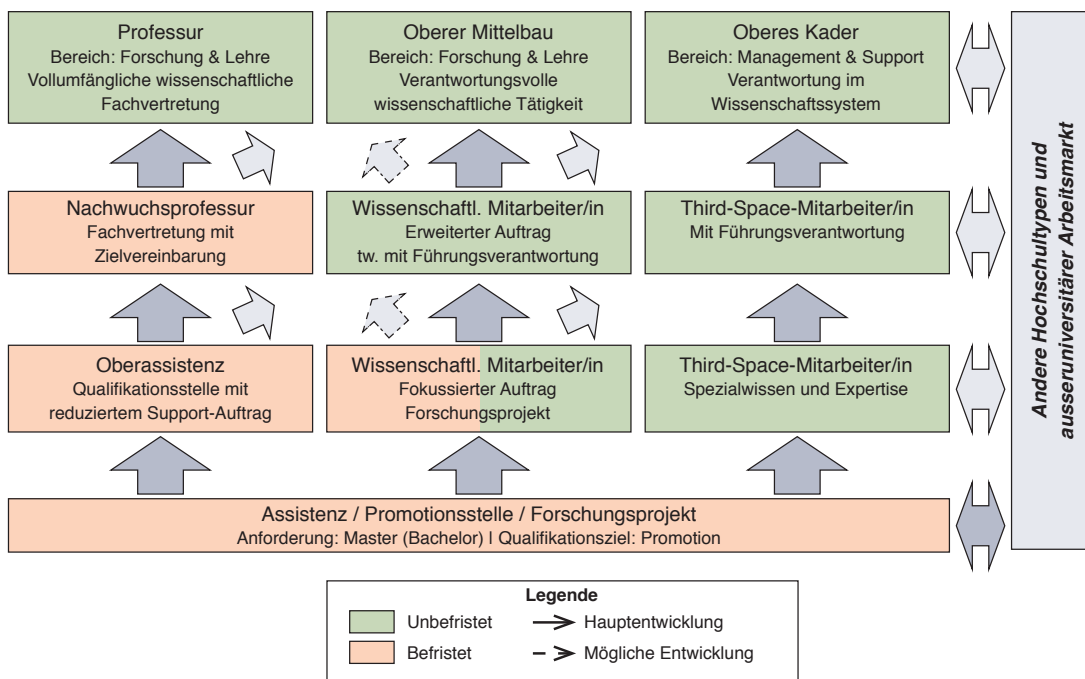 Professur
Bereich: Forschung & Lehre
Vollumfängliche wissenschaftliche
Fachvertretung
Oberer Mittelbau
Bereich: Forschung & Lehre
Verantwortungsvolle
wissenschaftliche Tätigkeit
Oberes Kader
Bereich: Management & Support
Verantwortung im
Wissenschaftssystem
Nachwuchsprofessur
Fachvertretung mit
Zielvereinbarung
Wissenschaftl. Mitarbeiter/in
Erweiterter Auftrag
tw. mit Führungsverantwortung
Third-Space-Mitarbeiter/in
Mit Führungsverantwortung
Oberassistenz
Qualifikationsstelle mit
reduziertem Support-Auftrag
Wissenschaftl. Mitarbeiter/in
Fokussierter Auftrag
Forschungsprojekt
Third-Space-Mitarbeiter/in
Spezialwissen und Expertise
Assistenz / Promotionsstelle / Forschungsprojekt
Anforderung: Master (Bachelor) I Qualifikationsziel: Promotion
Andere Hochschultypen und
ausseruniversitärer Arbeitsmarkt
Legende
Unbefristet
Hauptentwicklung
Befristet
Mögliche Entwicklung